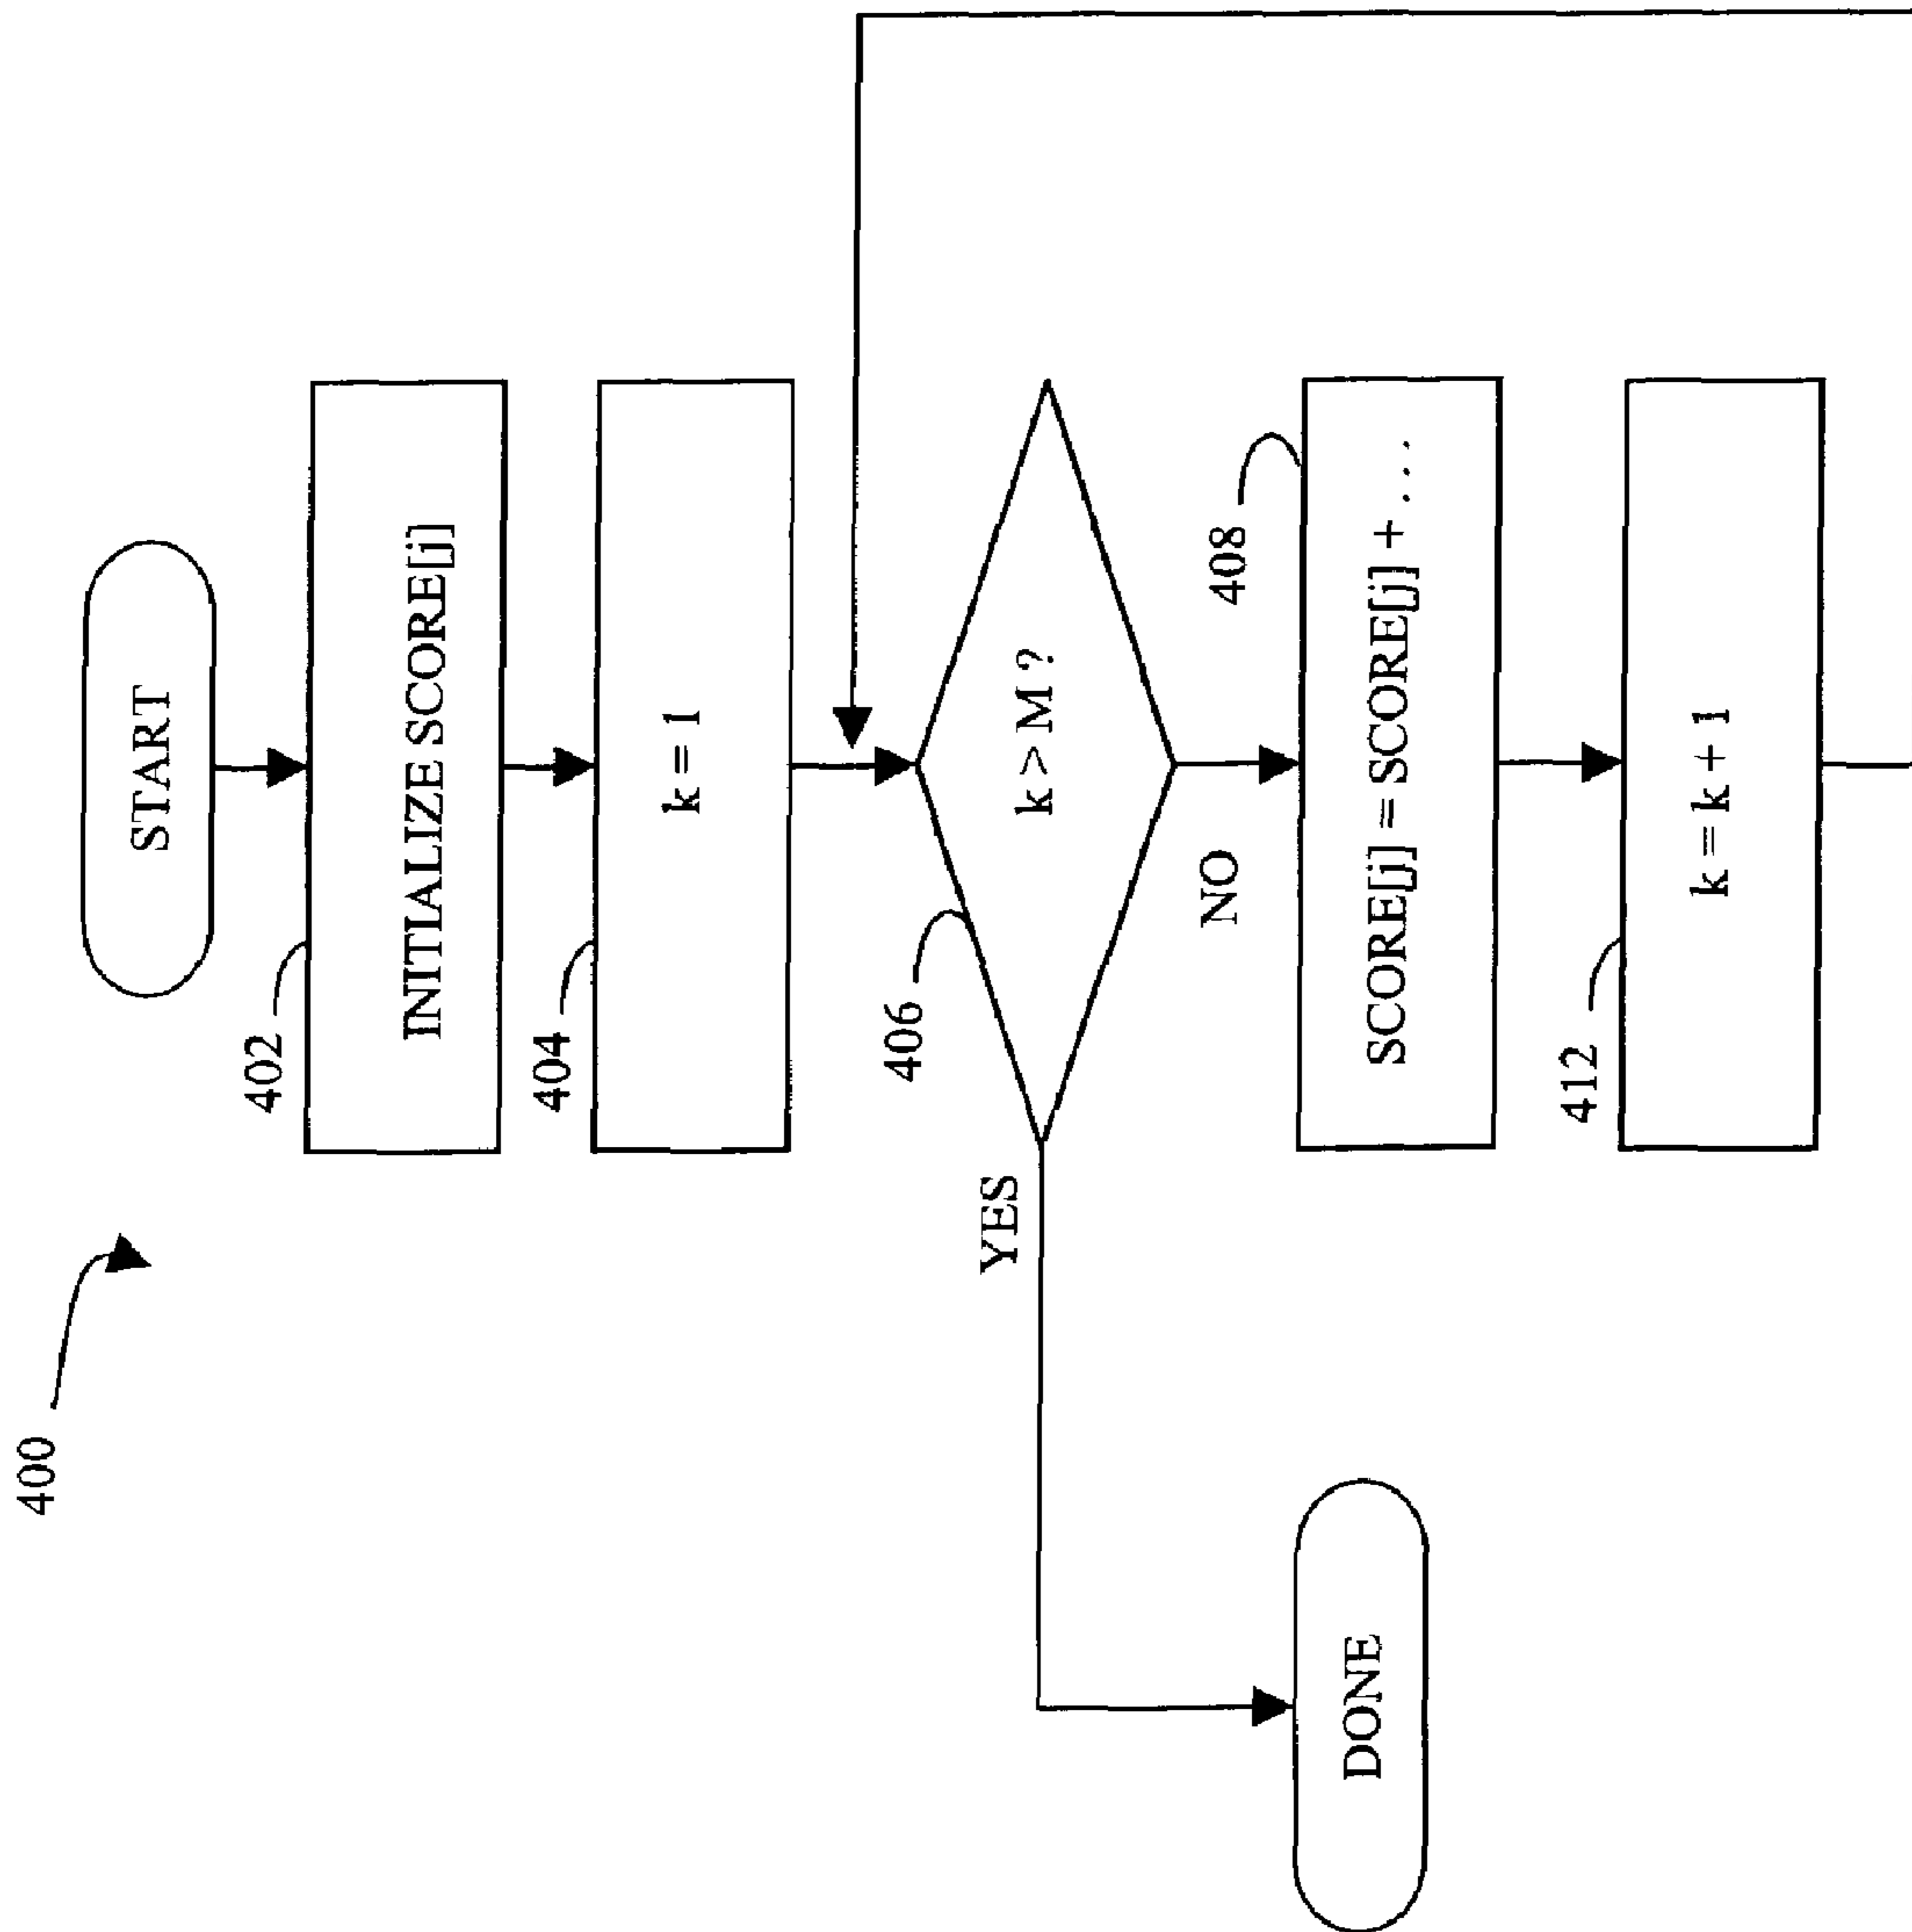 400
START
402
INITIALIZE SCORE[j]
404
k = 1
406
k > M ?
YES
NO
408
SCORE[j] = SCORE[j] + . . .
DONE
412
k = k + 1